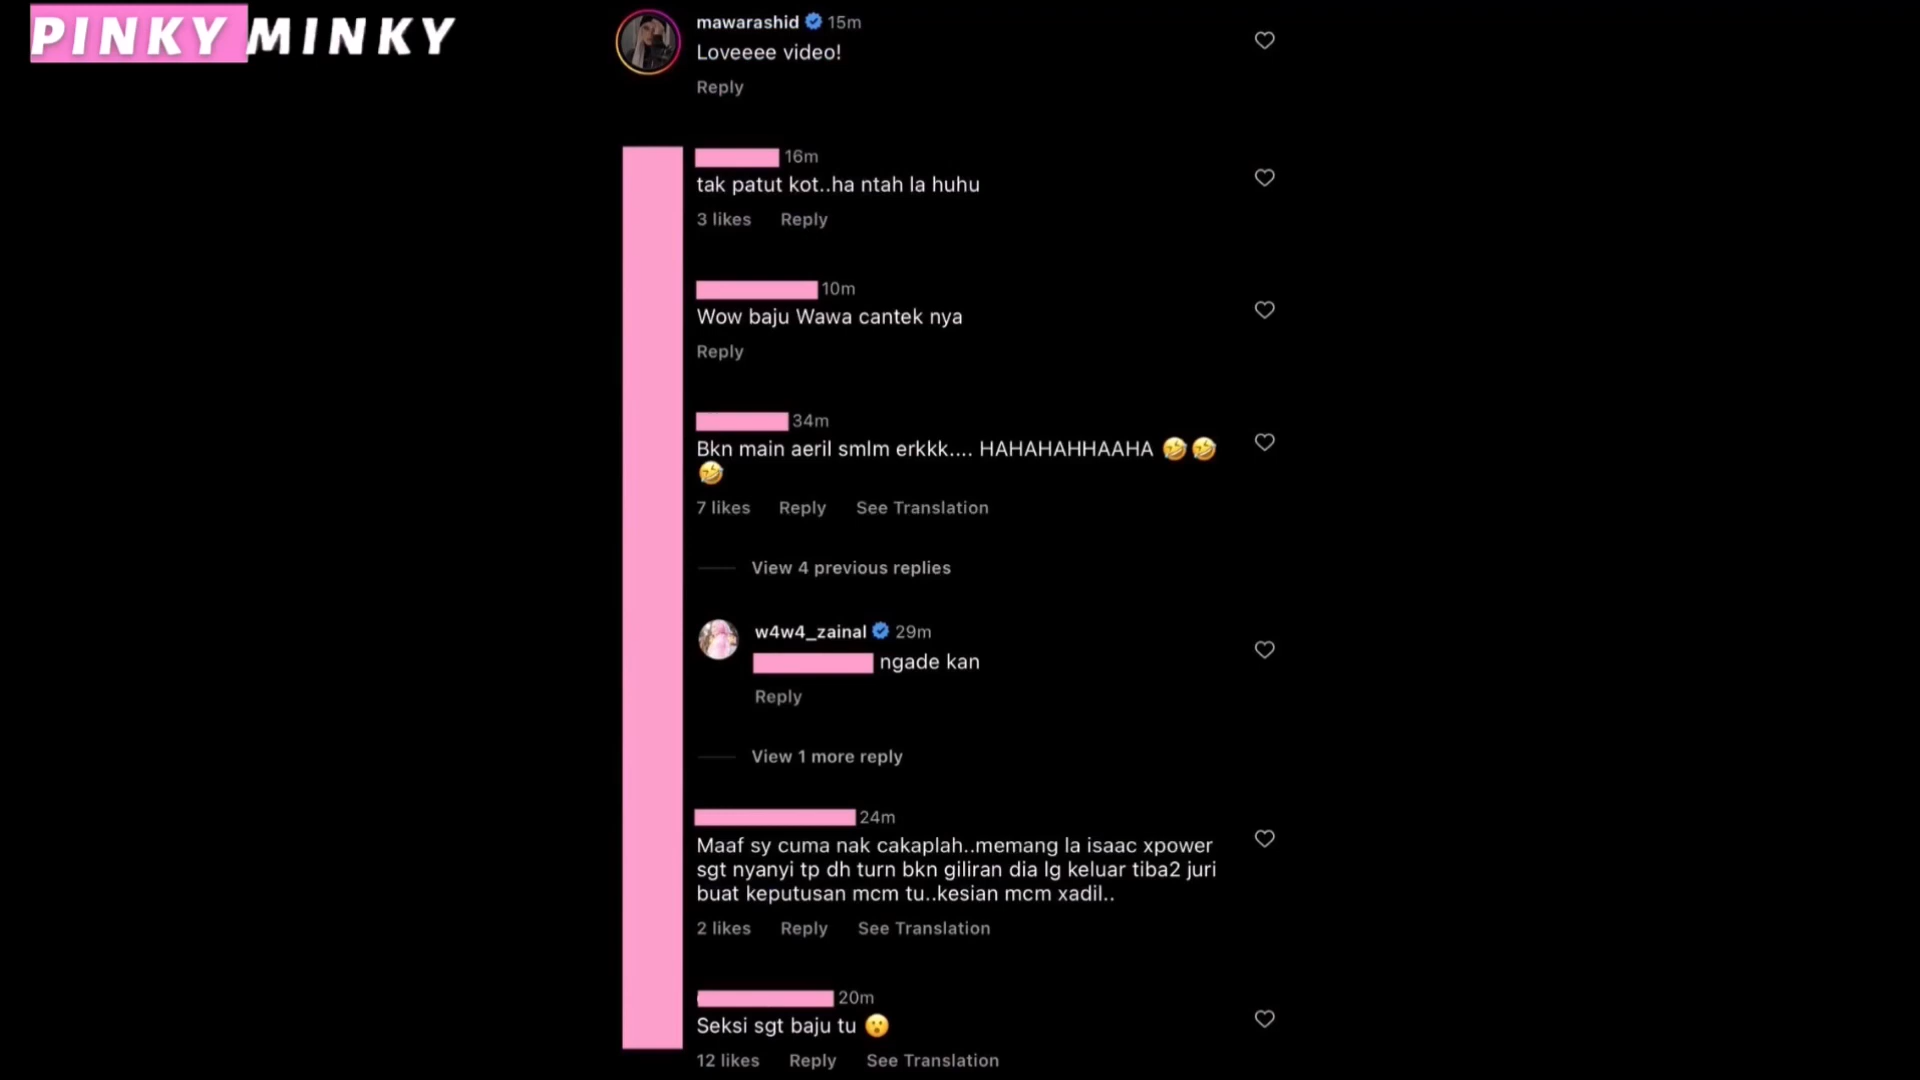 PINKY MINKY
mawarashid 15m
Loveeee video!
Reply
16m
tak patut kot..ha ntah la huhu
3 likes Reply
10m
Wow baju Wawa cantek nya
Reply
34m
Bkn main aeril smlm erkkk.... HAHAHAHHAAHA 🤣🤣
🤣
7 likes Reply See Translation
View 4 previous replies
w4w4_zainal 29m
ngade kan
Reply
View 1 more reply
24m
Maaf sy cuma nak cakaplah..memang la isaac xpower
sgt nyanyi tp dh turn bkn giliran dia lg keluar tiba2 juri
buat keputusan mcm tu..kesian mcm xadil..
2 likes Reply See Translation
20m
Seksi sgt baju tu 😮
12 likes Reply See Translation